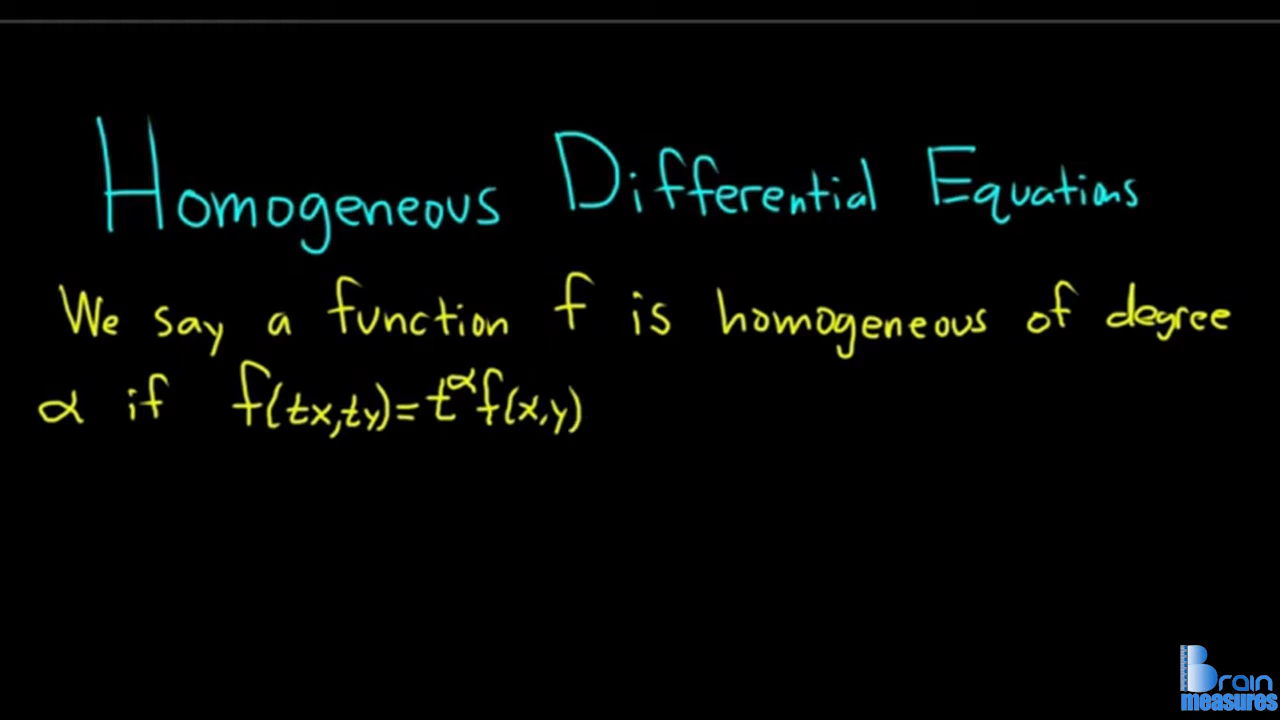 Homogeneous Differential Equations
We say a function f is homogeneous of degree
α if f(tx,ty)=t^α f(x,y)
Brain
measures